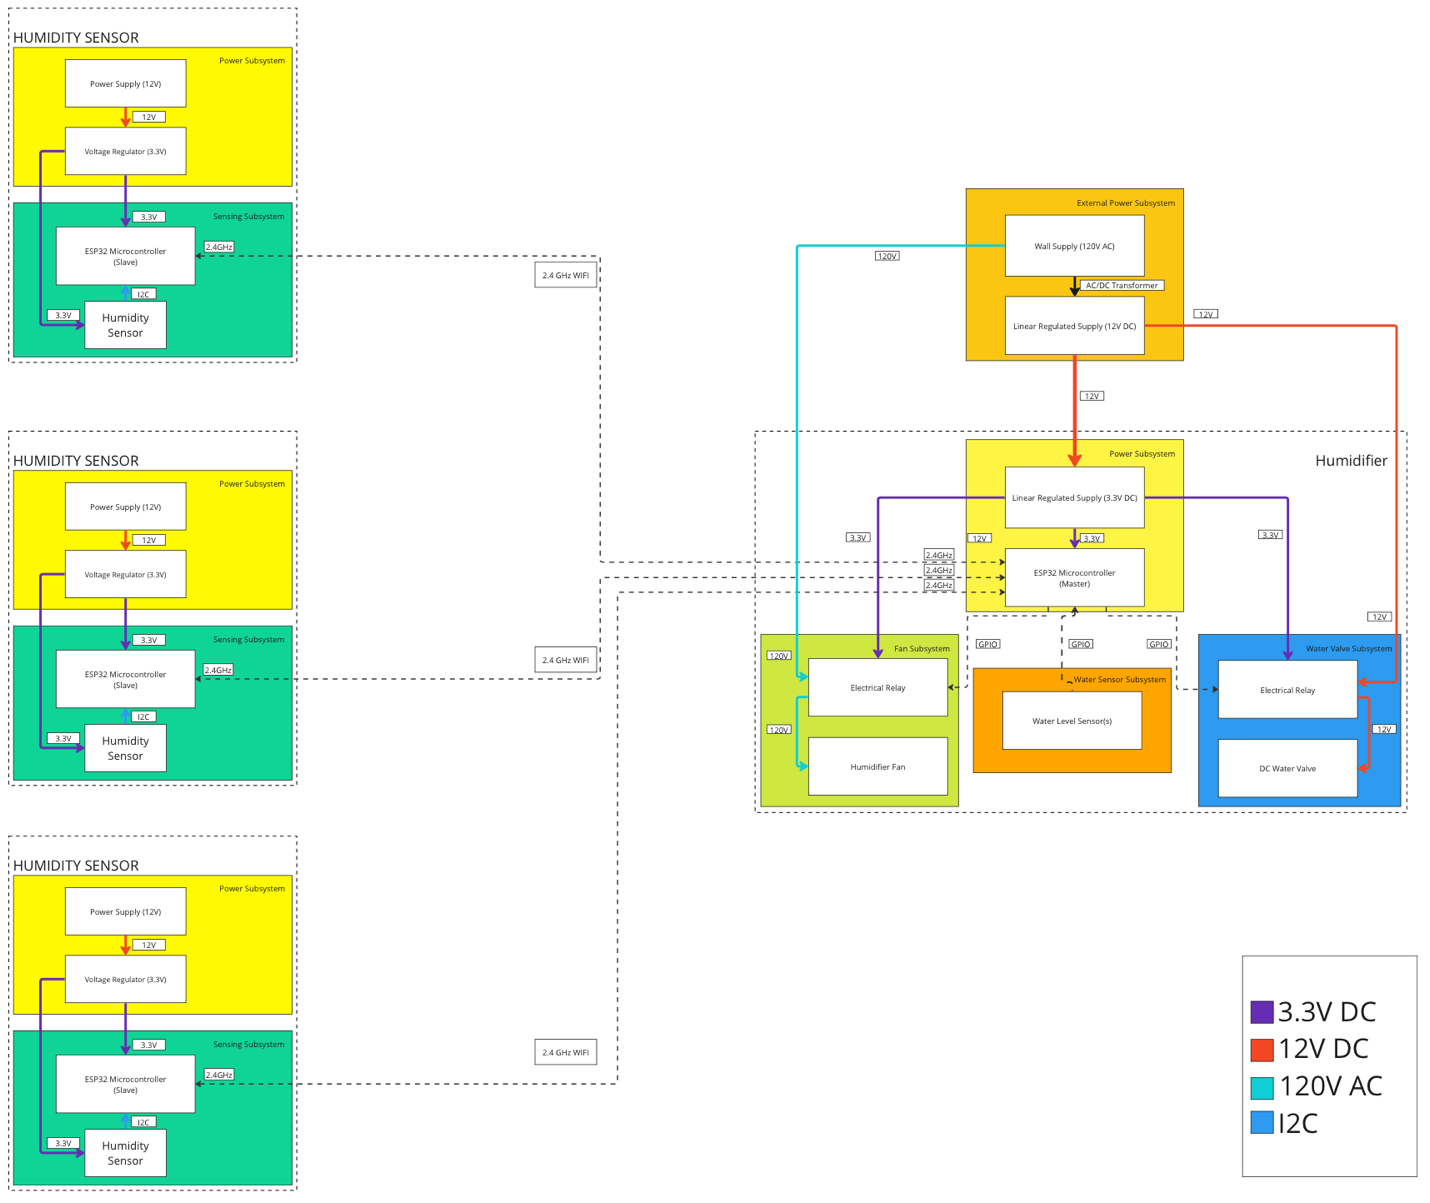 HUMIDITY SENSOR
Power Subsystem
Power Supply (12V)
12V
Voltage Regulator (3.3V)
Sensing Subsystem
3.3V
ESP32 Microcontroller
(Slave)
2.4GHz
I2C
3.3V
Humidity
Sensor
2.4 GHz WIFI
HUMIDITY SENSOR
Power Subsystem
Power Supply (12V)
12V
Voltage Regulator (3.3V)
Sensing Subsystem
3.3V
ESP32 Microcontroller
(Slave)
2.4GHz
I2C
3.3V
Humidity
Sensor
2.4 GHz WIFI
HUMIDITY SENSOR
Power Subsystem
Power Supply (12V)
12V
Voltage Regulator (3.3V)
Sensing Subsystem
3.3V
ESP32 Microcontroller
(Slave)
2.4GHz
I2C
3.3V
Humidity
Sensor
2.4 GHz WIFI
External Power Subsystem
Wall Supply (120V AC)
120V
AC/DC Transformer
Linear Regulated Supply (12V DC)
12V
12V
Humidifier
Power Subsystem
Linear Regulated Supply (3.3V DC)
3.3V
12V
3.3V
3.3V
2.4GHz
2.4GHz
2.4GHz
ESP32 Microcontroller
(Master)
12V
GPIO
GPIO
GPIO
Fan Subsystem
120V
Electrical Relay
120V
Humidifier Fan
Water Sensor Subsystem
Water Level Sensor(s)
Water Valve Subsystem
Electrical Relay
12V
DC Water Valve
3.3V DC
12V DC
120V AC
I2C